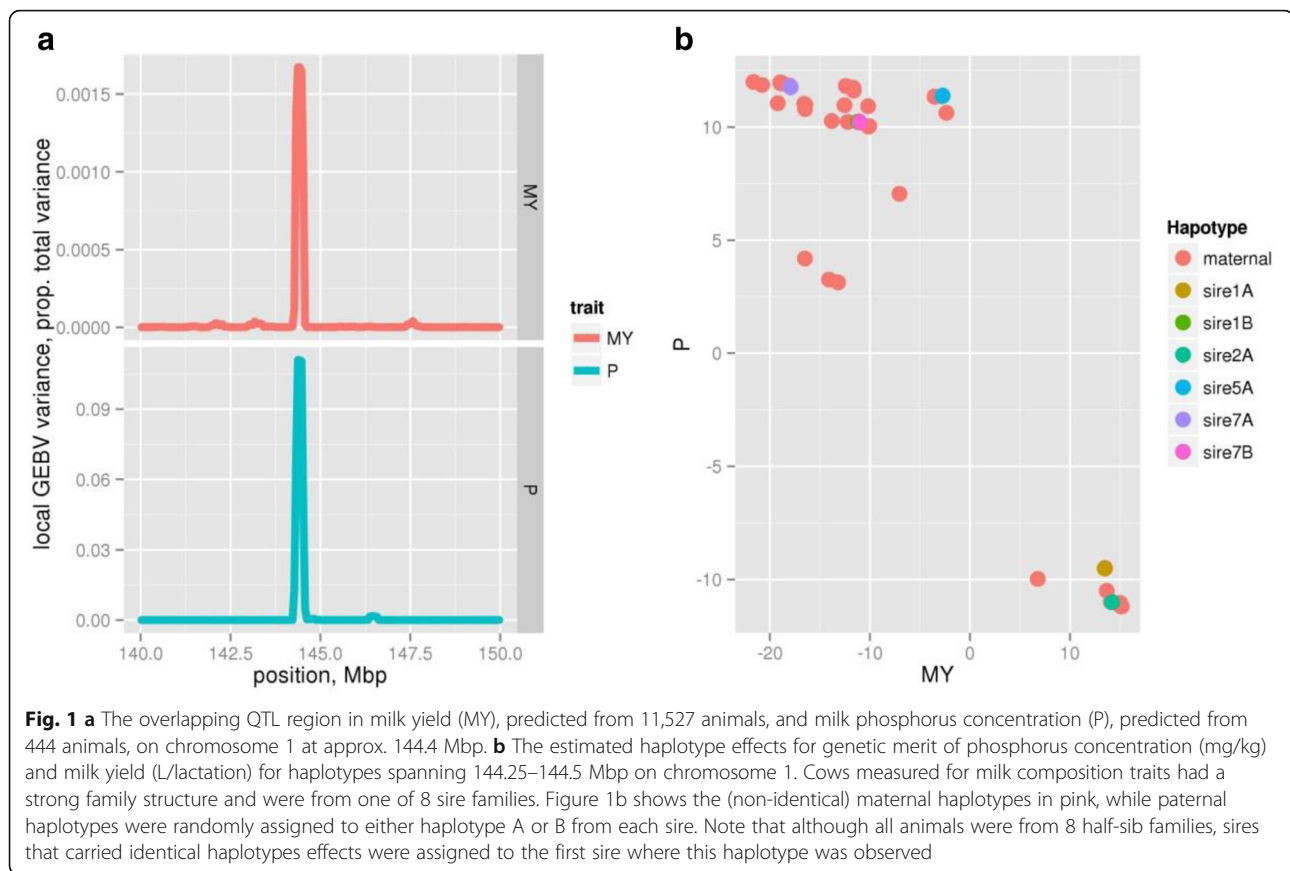 a
local GEBV variance, prop. total variance
0.0015
0.0010
0.0005
0.0000
MY
0.09
0.06
0.03
0.00
P
140.0 142.5 145.0 147.5 150.0
position, Mbp
trait
MY
P
b
P
10
5
0
-5
-10
-20 -10 0 10
MY
Hapotype
maternal
sire1A
sire1B
sire2A
sire5A
sire7A
sire7B
Fig. 1 a The overlapping QTL region in milk yield (MY), predicted from 11,527 animals, and milk phosphorus concentration (P), predicted from
444 animals, on chromosome 1 at approx. 144.4 Mbp. b The estimated haplotype effects for genetic merit of phosphorus concentration (mg/kg)
and milk yield (L/lactation) for haplotypes spanning 144.25–144.5 Mbp on chromosome 1. Cows measured for milk composition traits had a
strong family structure and were from one of 8 sire families. Figure 1b shows the (non-identical) maternal haplotypes in pink, while paternal
haplotypes were randomly assigned to either haplotype A or B from each sire. Note that although all animals were from 8 half-sib families, sires
that carried identical haplotypes effects were assigned to the first sire where this haplotype was observed